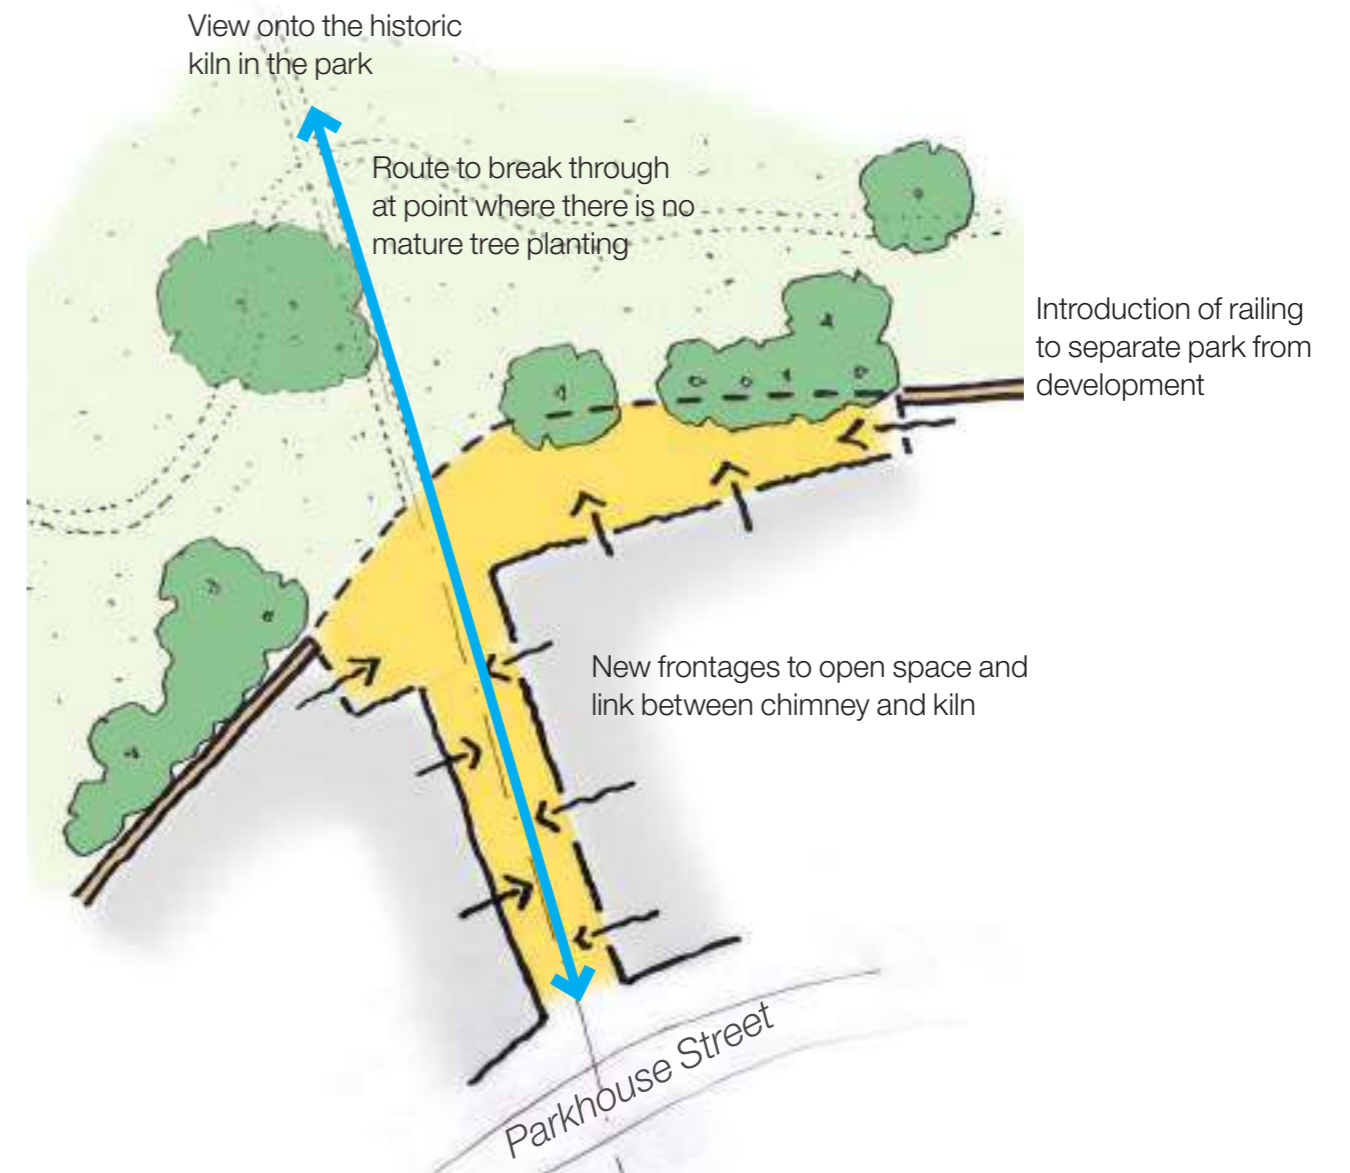 View onto the historic
kiln in the park
Route to break through
at point where there is no
mature tree planting
Introduction of railing
to separate park from
development
New frontages to open space and
link between chimney and kiln
Parkhouse Street